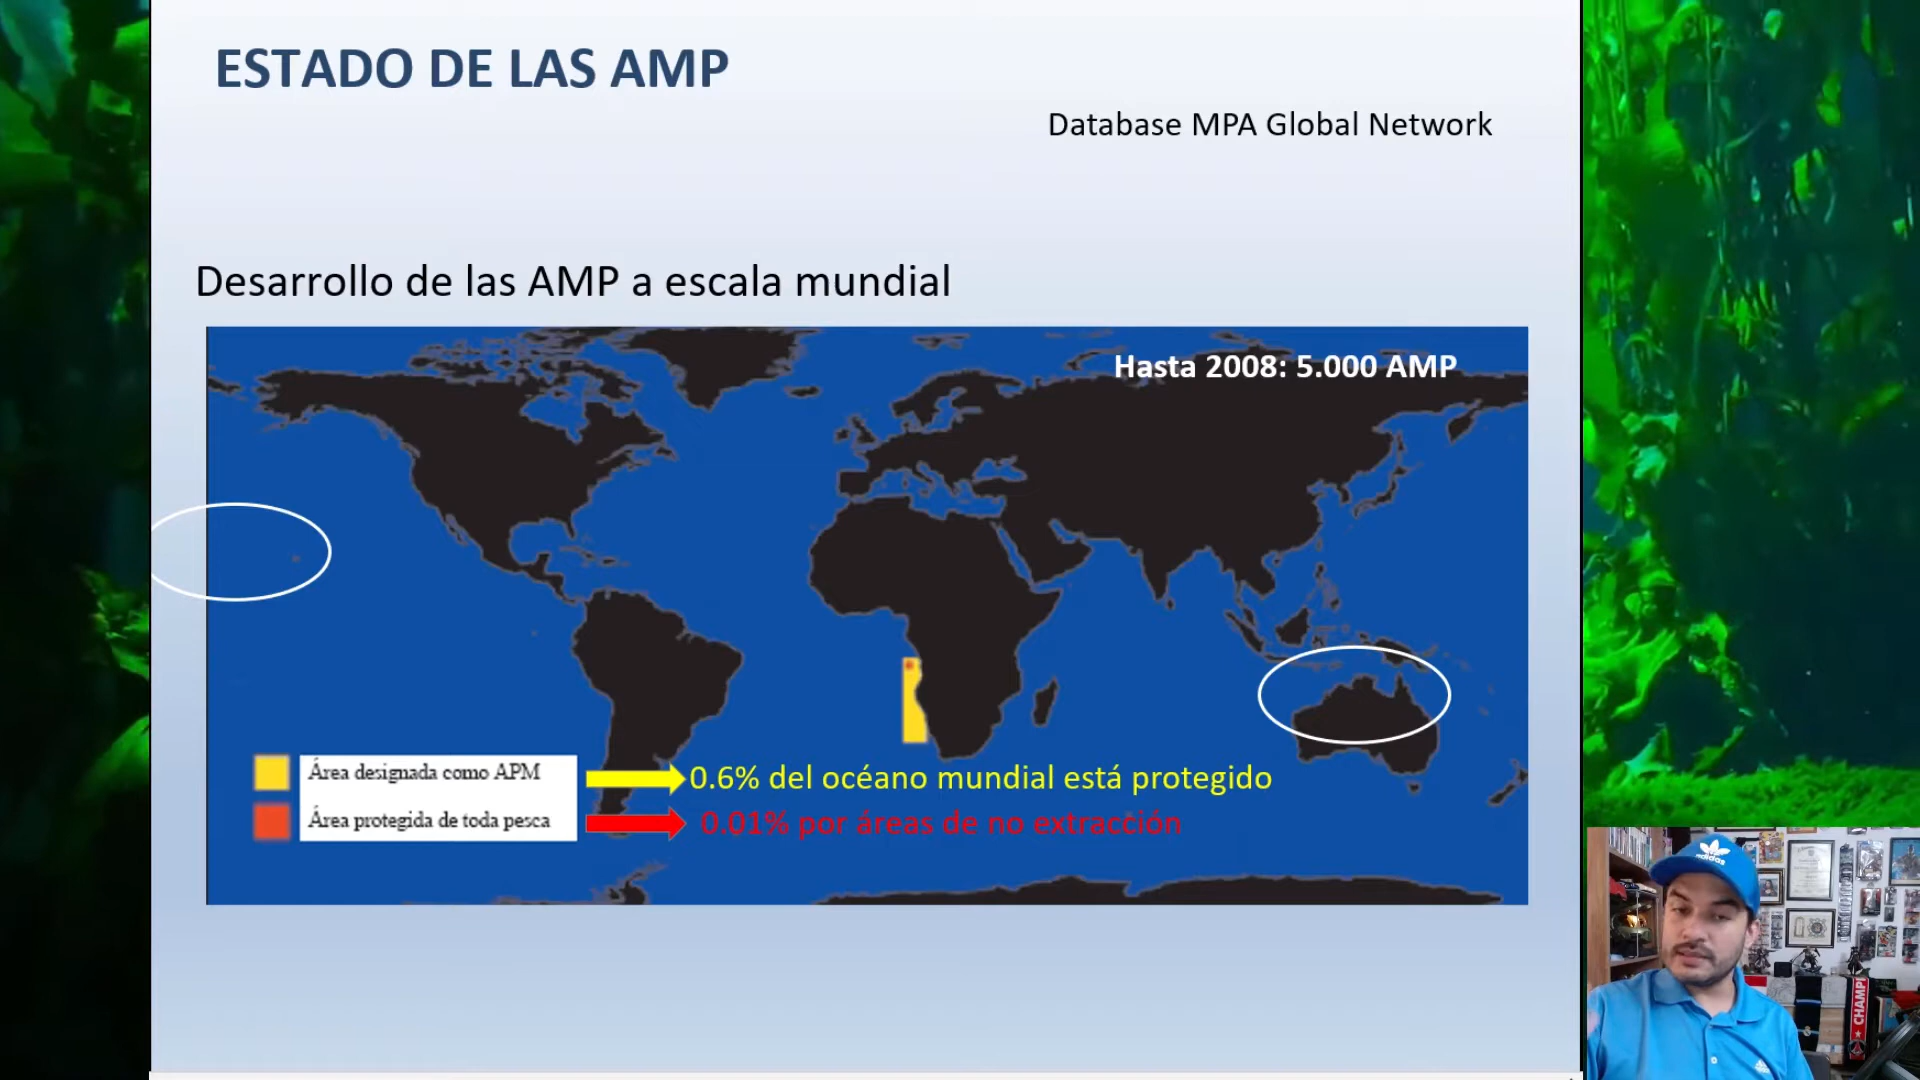 ESTADO DE LAS AMP
Database MPA Global Network
Desarrollo de las AMP a escala mundial
Hasta 2008: 5.000 AMP
Área designada como APM
0.6% del océano mundial está protegido
Área protegida de toda pesca
0.01% por áreas de no extracción
adidas
CHAMPI